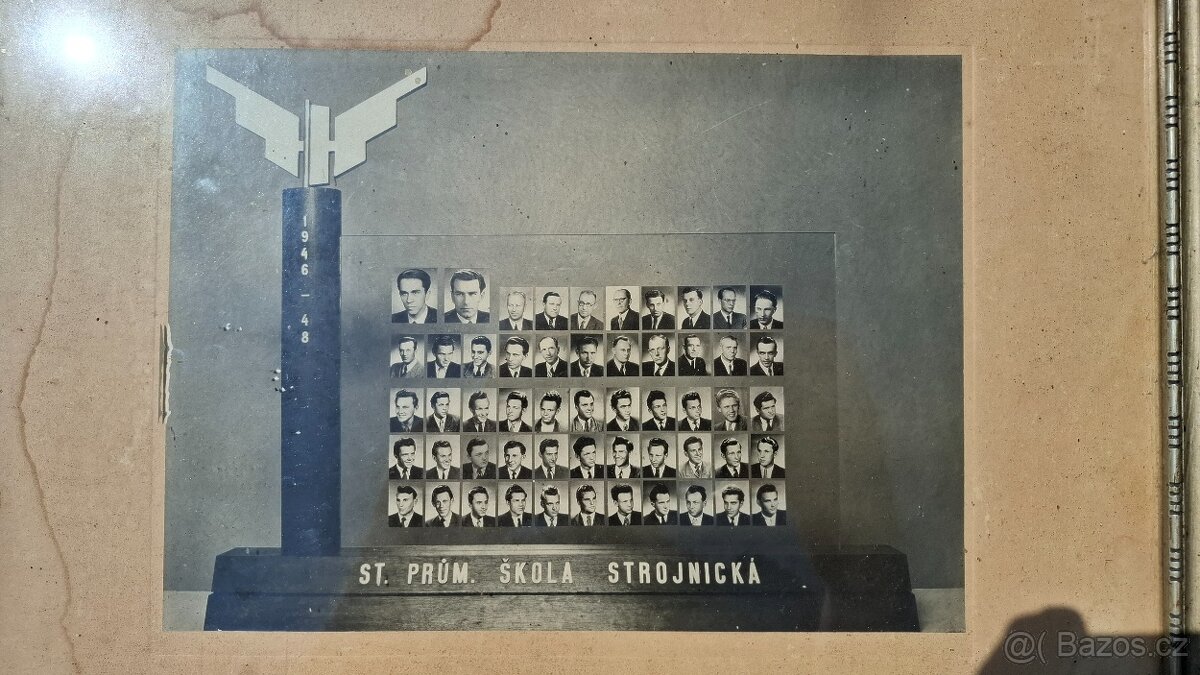 1946 – 48
ST. PRŮM. ŠKOLA STROJNICKÁ
@( Bazos.cz